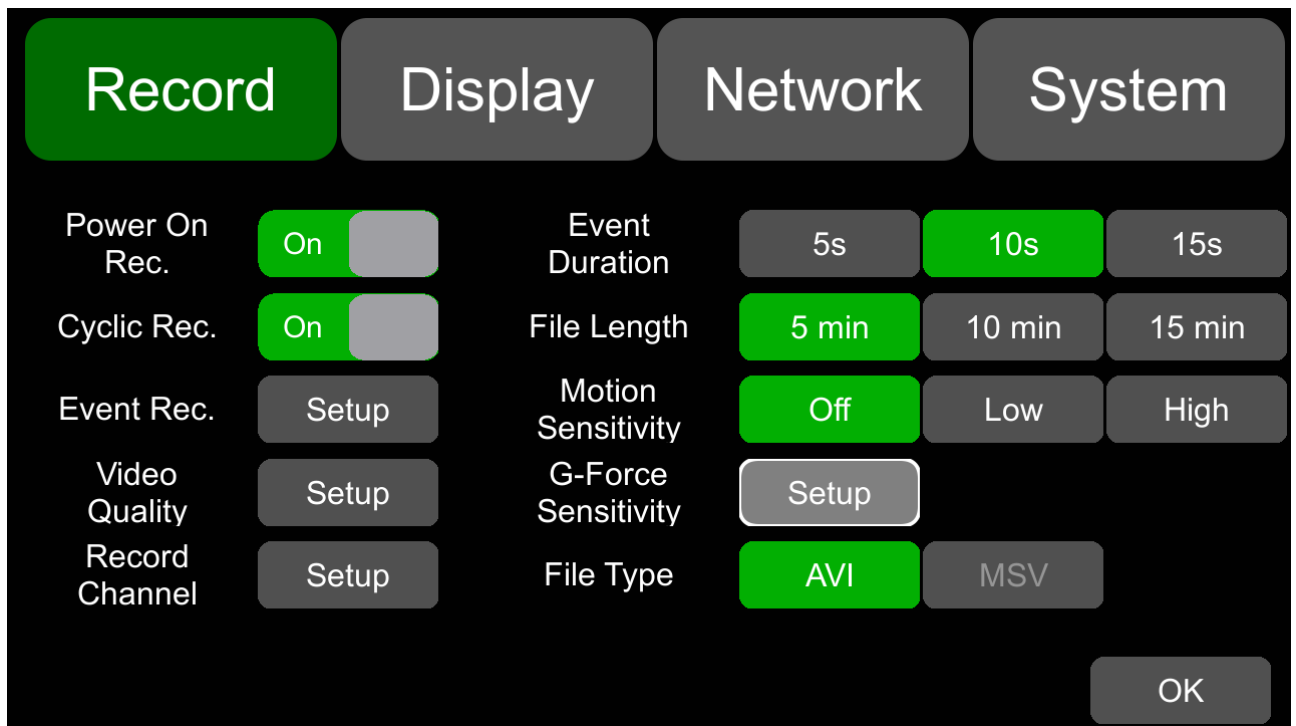 Record Display Network System
Power On
Rec.
On
Event
Duration
5s 10s 15s
Cyclic Rec. On File Length 5 min 10 min 15 min
Event Rec. Setup
Motion
Sensitivity
Off Low High
Video
Quality
Setup
G-Force
Sensitivity
Setup
Record
Channel
Setup
File Type AVI MSV
OK